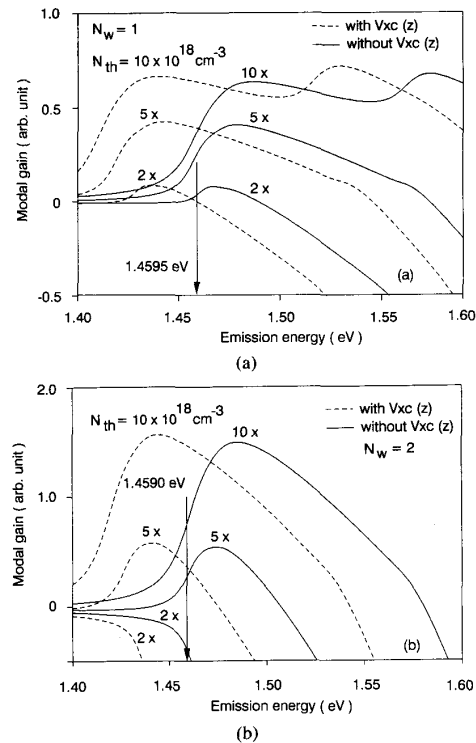 1.0
N_w = 1
--- with Vxc (z)
— without Vxc (z)
N_th = 10 x 10^18 cm^-3
10 x
0.5
5 x
5 x
2 x
2 x
0
1.4595 eV
(a)
-0.5
Modal gain ( arb. unit )
1.40 1.45 1.50 1.55 1.60
Emission energy ( eV )
(a)
2.0
N_th = 10 x 10^18 cm^-3
--- with Vxc (z)
— without Vxc (z)
10 x
N_w = 2
1.4590 eV
1.0
5 x
5 x
0
2 x
2 x
(b)
Modal gain (arb. unit )
1.40 1.45 1.50 1.55 1.60
Emission energy ( eV )
(b)